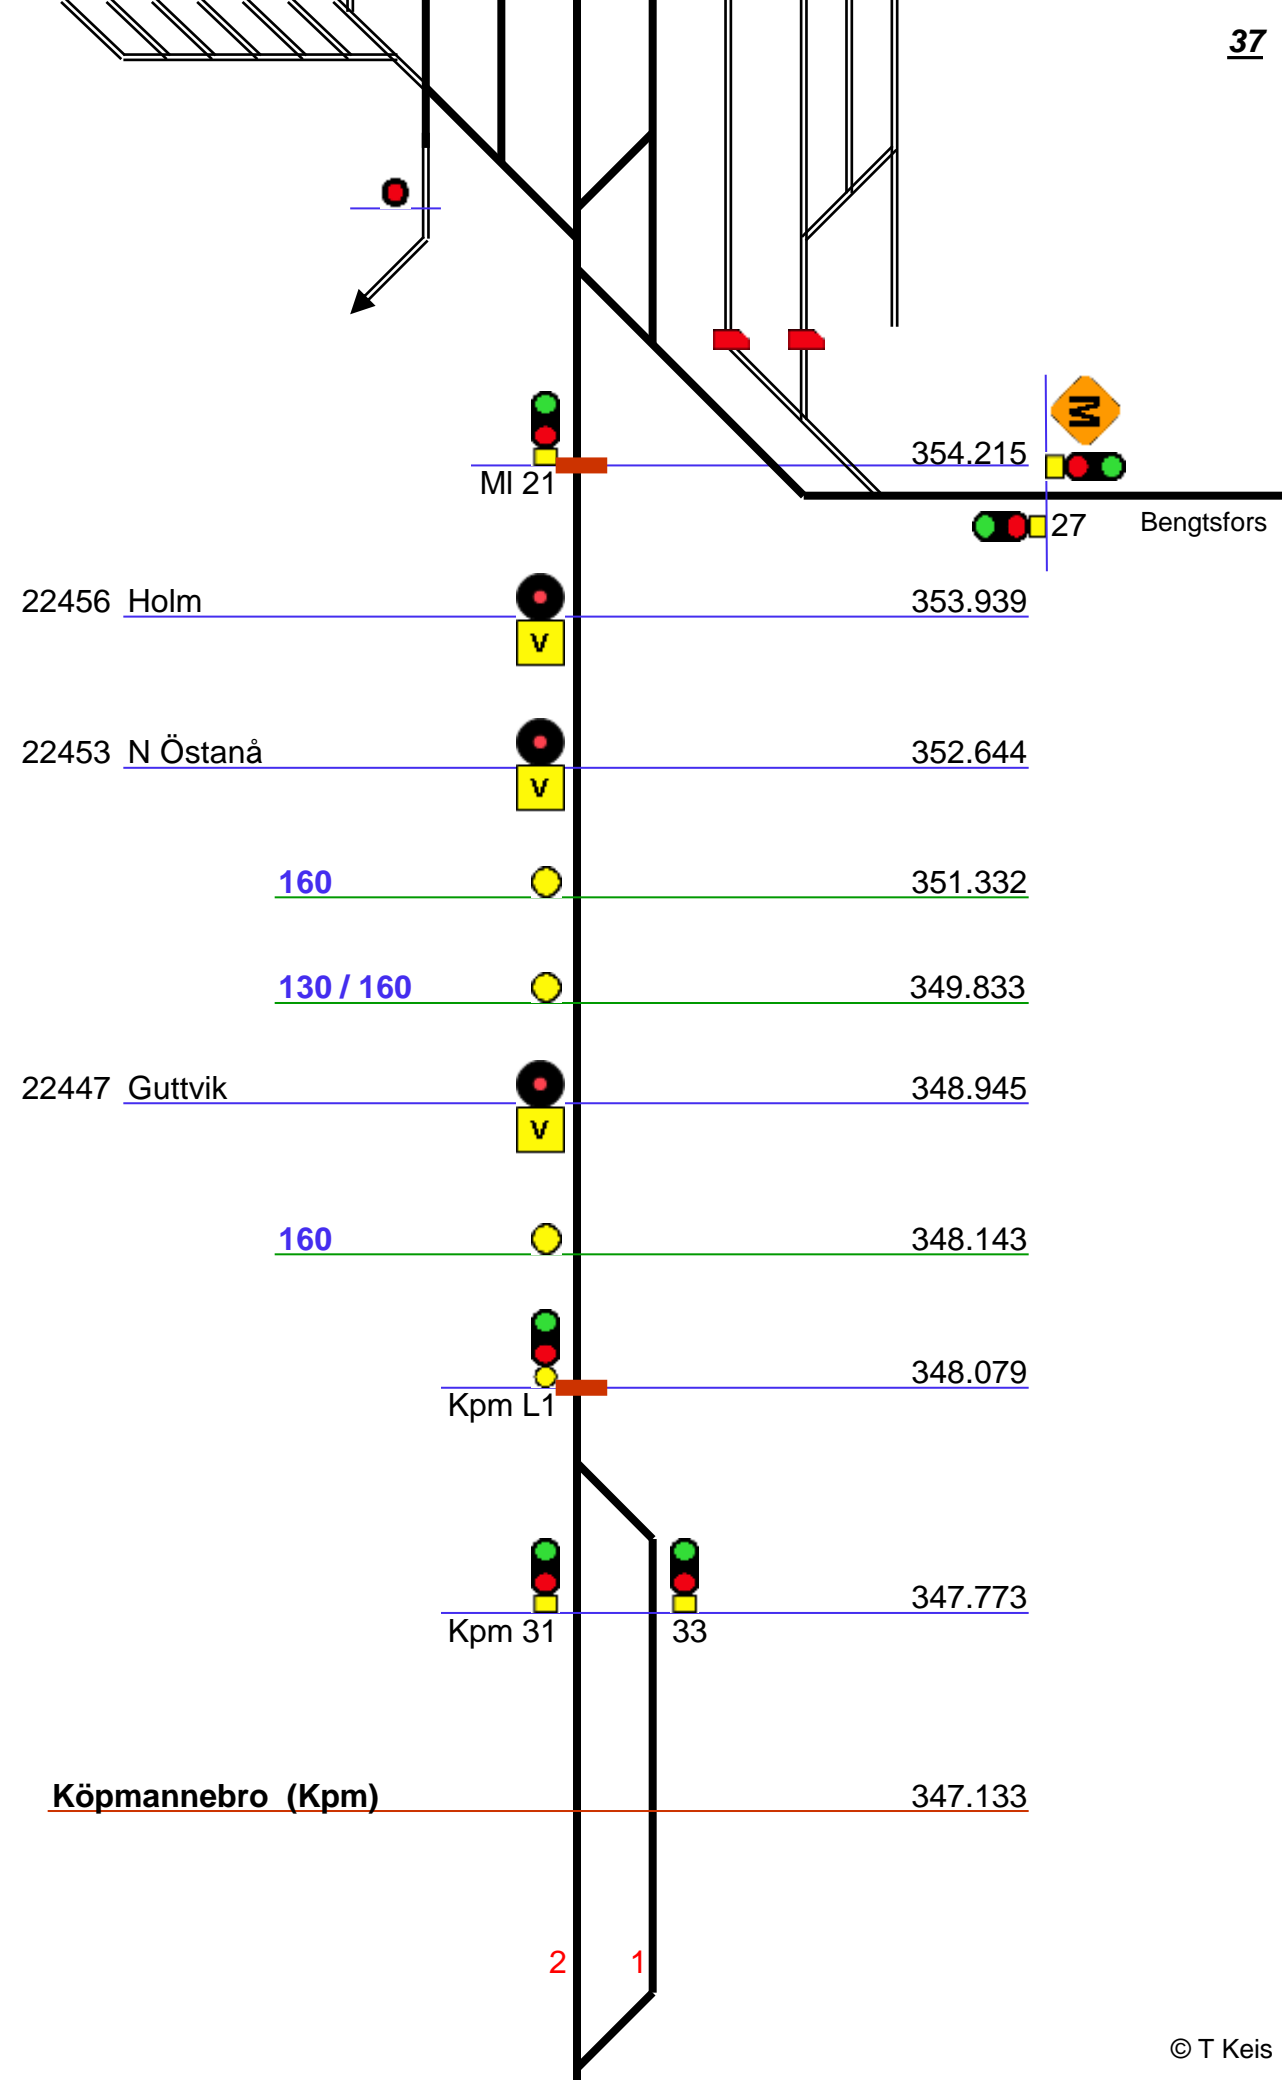 37
354.215
Ml 21
27 Bengtsfors
22456 Holm 353.939
V
22453 N Östanå 352.644
V
160 351.332
130 / 160 349.833
22447 Guttvik 348.945
V
160 348.143
348.079
Kpm L1
347.773
Kpm 31 33
Köpmannebro (Kpm) 347.133
2 1
© T Keis